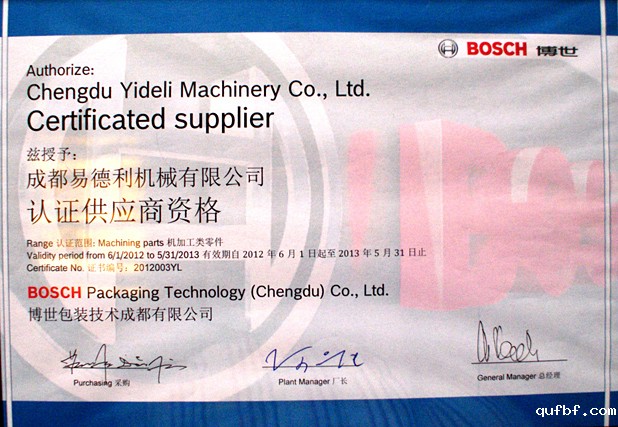 BOSCH 博世
Authorize:
Chengdu Yideli Machinery Co., Ltd.
Certificated supplier
兹授予:
成都易德利机械有限公司
认证供应商资格
Range 认证范围: Machining parts 机加工类零件
Validity period from 6/1/2012 to 5/31/2013 有效期自 2012 年 6 月 1 日起至 2013 年 5 月 31 日止
Certificate No. 证书编号: 2012003YL
BOSCH Packaging Technology (Chengdu) Co., Ltd.
博世包装技术成都有限公司
Purchasing 采购
Plant Manager 厂长
General Manager 总经理
qufbf.com